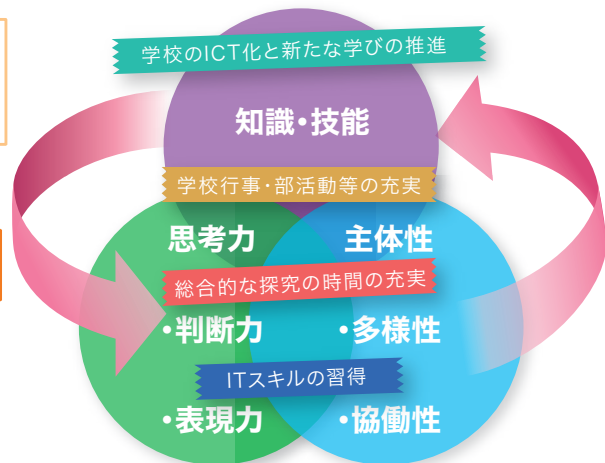 学校のICT化と新たな学びの推進
知識・技能
学校行事・部活動等の充実
思考力 主体性
総合的な探究の時間の充実
・判断力 ・多様性
ITスキルの習得
・表現力 ・協働性